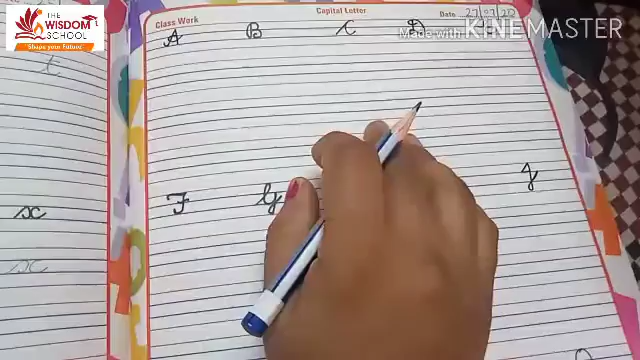 THE
WISDOM
SCHOOL
Shape your Future
Made with KINEMASTER
Class Work
Capital Letter
Date
A B C D
t
F G
J
x
x